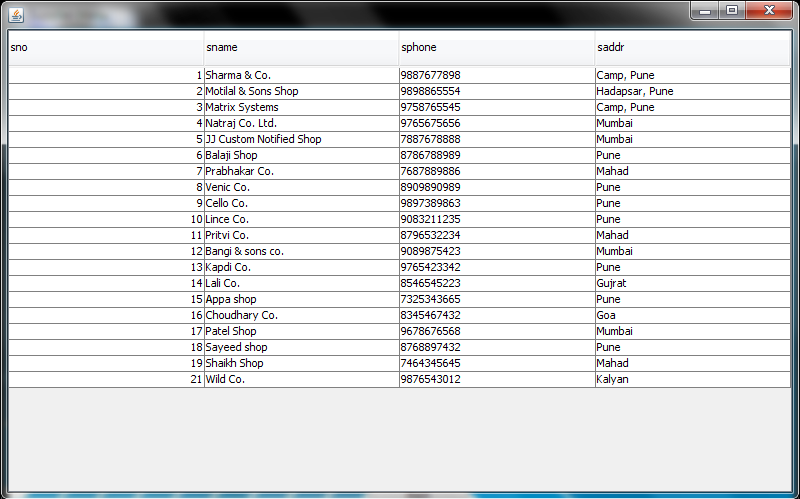 sno sname sphone saddr
1 Sharma & Co. 9887677898 Camp, Pune
2 Motilal & Sons Shop 9898865554 Hadapsar, Pune
3 Matrix Systems 9758765545 Camp, Pune
4 Natraj Co. Ltd. 9765675656 Mumbai
5 JJ Custom Notified Shop 7887678888 Mumbai
6 Balaji Shop 8786788989 Pune
7 Prabhakar Co. 7687889886 Mahad
8 Venic Co. 8909890989 Pune
9 Cello Co. 9897389863 Pune
10 Lince Co. 9083211235 Pune
11 Pritvi Co. 8796532234 Mahad
12 Bangi & sons co. 9089875423 Mumbai
13 Kapdi Co. 9765423342 Pune
14 Lali Co. 8546545223 Gujrat
15 Appa shop 7325343665 Pune
16 Choudhary Co. 8345467432 Goa
17 Patel Shop 9678676568 Mumbai
18 Sayeed shop 8768897432 Pune
19 Shaikh Shop 7464345645 Mahad
21 Wild Co. 9876543012 Kalyan